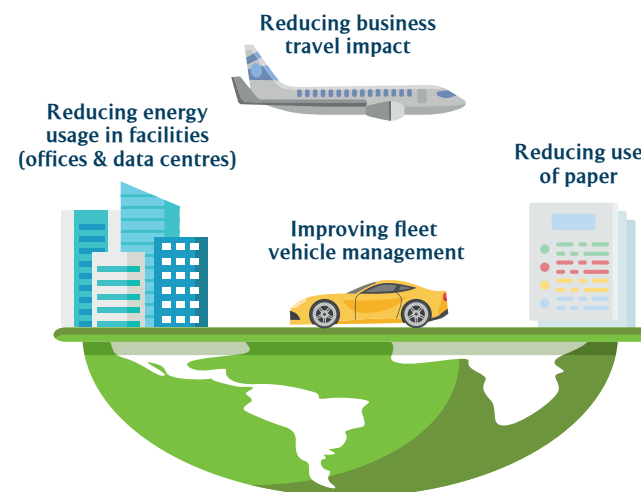 Reducing business
travel impact
Reducing energy
usage in facilities
(offices & data centres)
Reducing use
of paper
Improving fleet
vehicle management